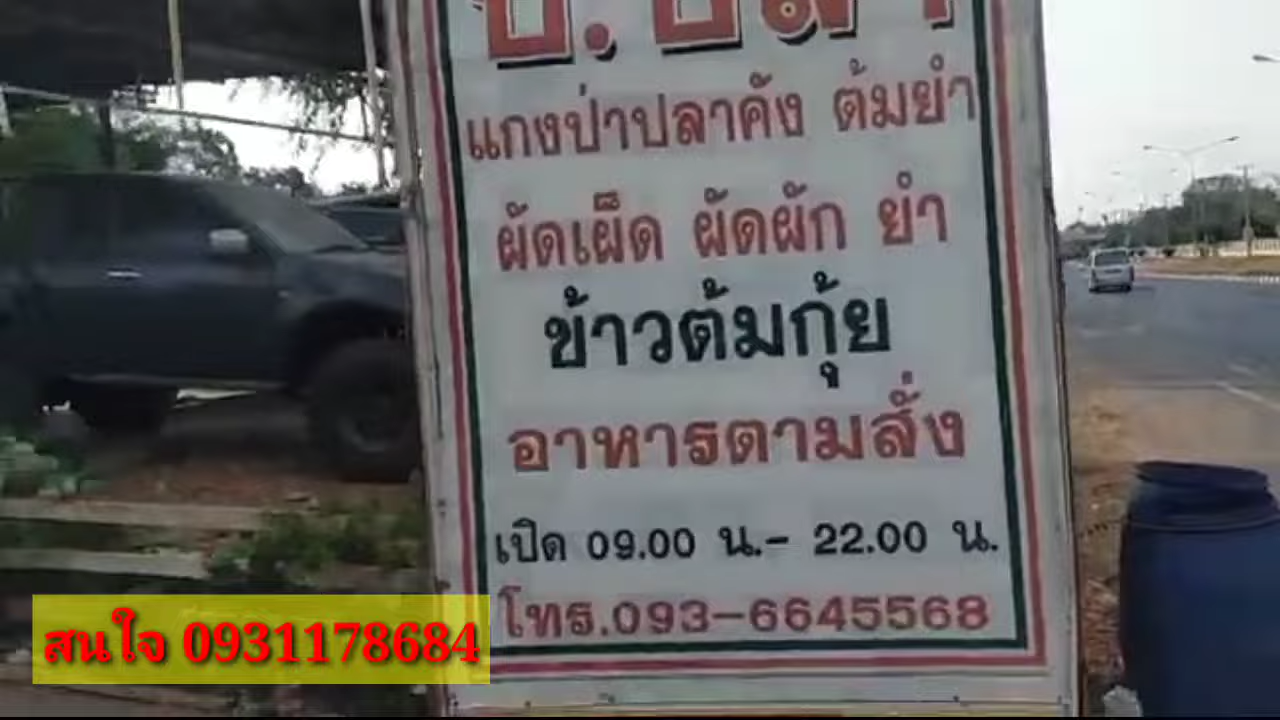 แกงป่าปลาคัง ต้มยำ
ผัดเผ็ด ผัดผัก ยำ
ข้าวต้มกุ้ย
อาหารตามสั่ง
เปิด 09.00 น.- 22.00 น.
โทร.093-6645568
สนใจ 0931178684